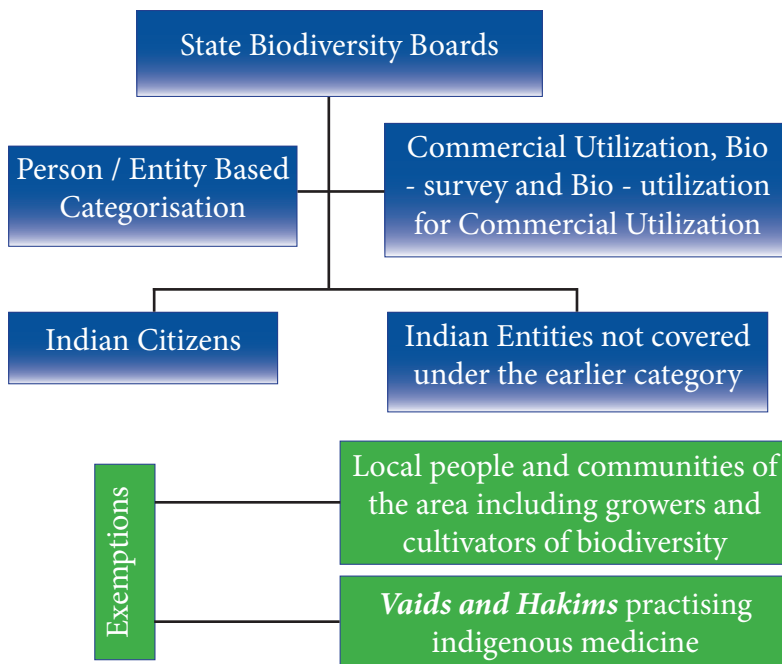 State Biodiversity Boards
Person / Entity Based
Categorisation
Commercial Utilization, Bio
- survey and Bio - utilization
for Commercial Utilization
Indian Citizens
Indian Entities not covered
under the earlier category
Exemptions
Local people and communities of
the area including growers and
cultivators of biodiversity
Vaids and Hakims practising
indigenous medicine